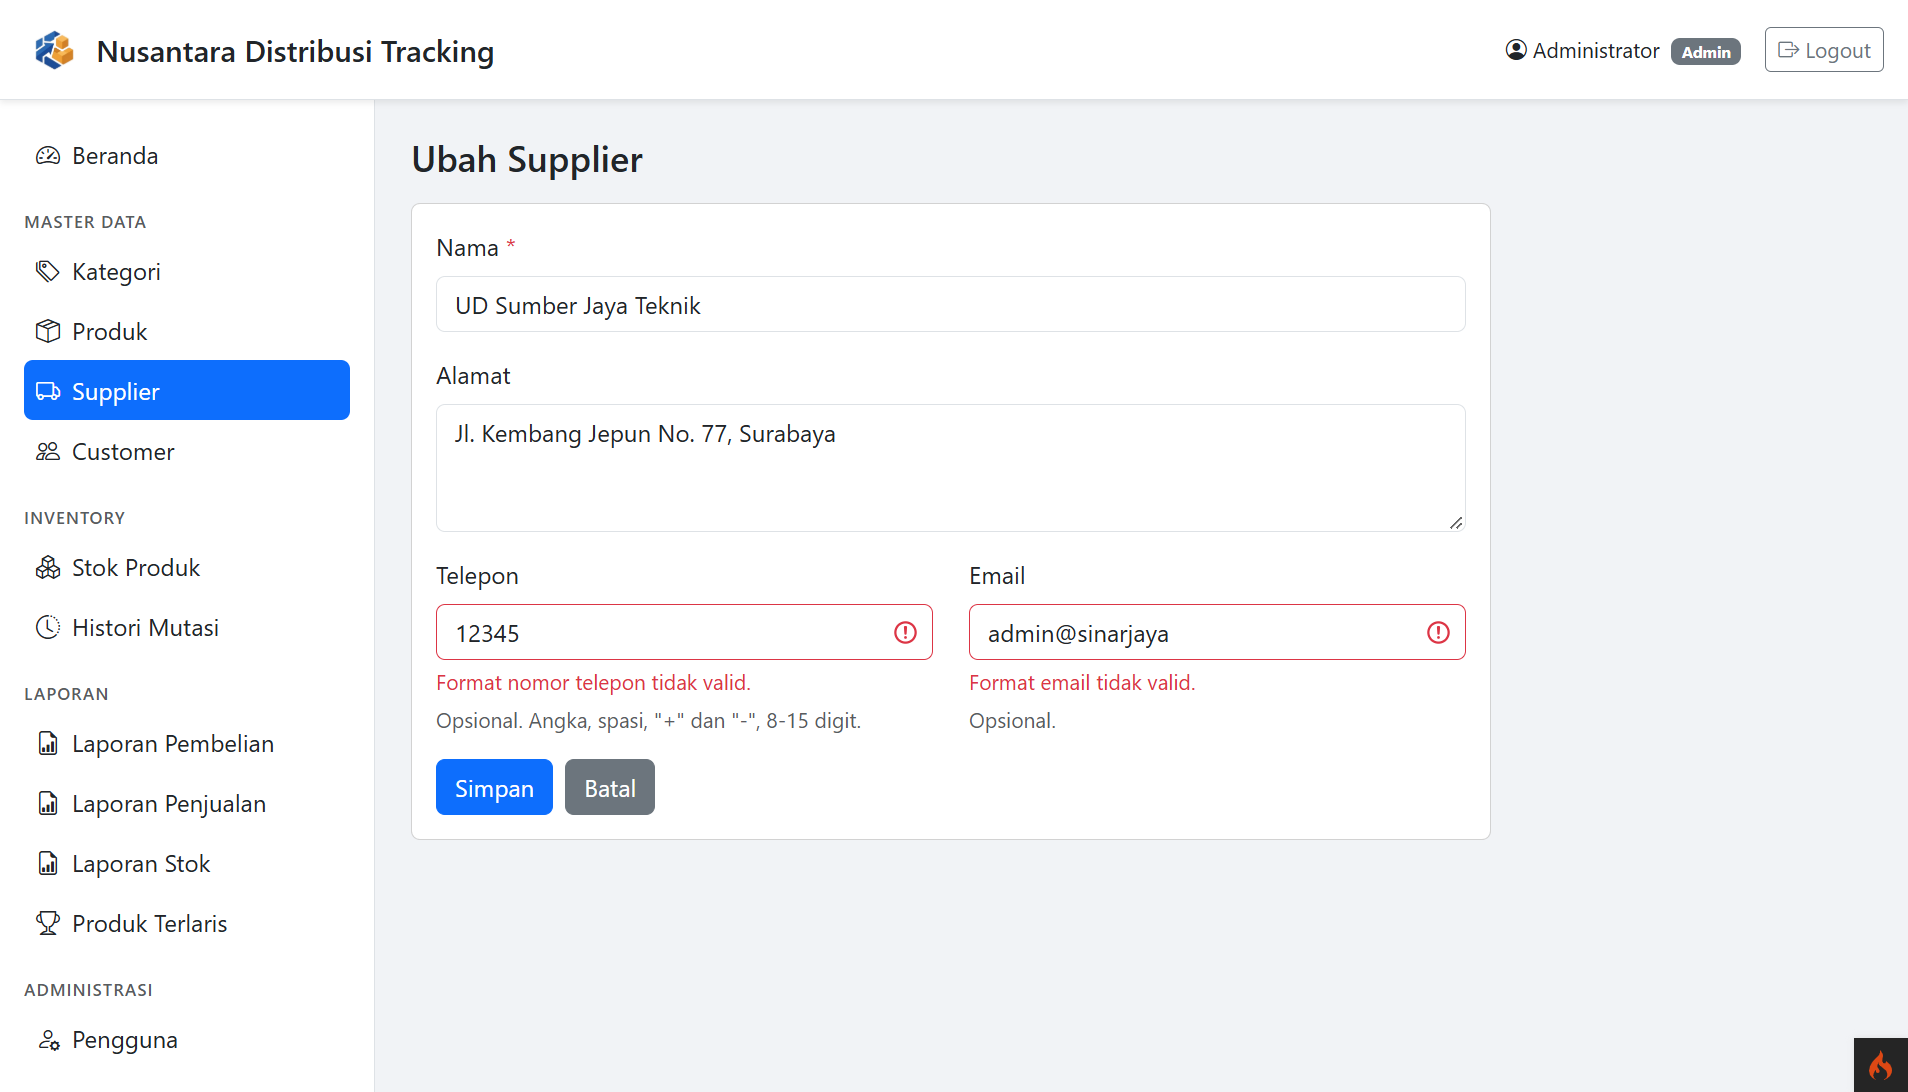 Nusantara Distribusi Tracking
Administrator Admin Logout
Beranda
MASTER DATA
Kategori
Produk
Supplier
Customer
INVENTORY
Stok Produk
Histori Mutasi
LAPORAN
Laporan Pembelian
Laporan Penjualan
Laporan Stok
Produk Terlaris
ADMINISTRASI
Pengguna
Ubah Supplier
Nama *
UD Sumber Jaya Teknik
Alamat
Jl. Kembang Jepun No. 77, Surabaya
Telepon
12345
Format nomor telepon tidak valid.
Opsional. Angka, spasi, "+" dan "-", 8-15 digit.
Email
admin@sinarjaya
Format email tidak valid.
Opsional.
Simpan Batal